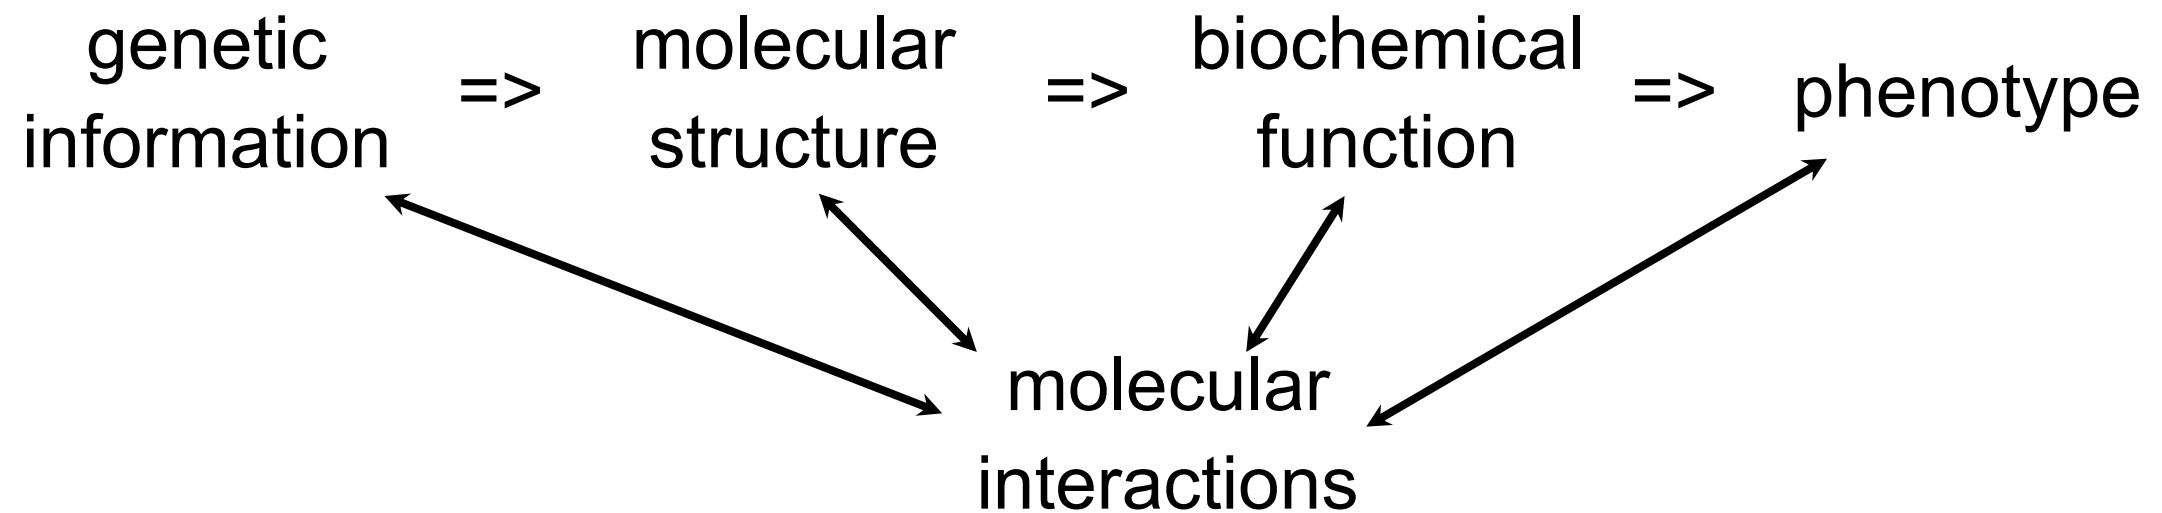 genetic
information
=>
molecular
structure
=>
biochemical
function
=>
phenotype
molecular
interactions